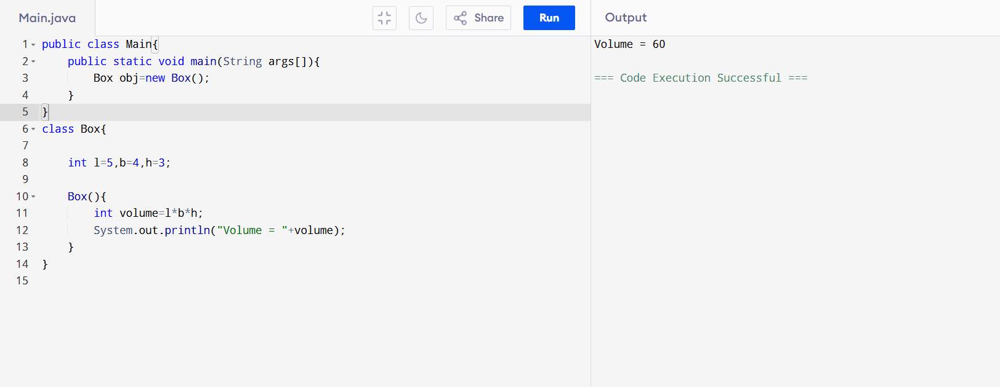 Main.java
Share
Run
Output
1 public class Main{
2     public static void main(String args[]){
3         Box obj=new Box();
4     }
5 }
6 class Box{
7
8     int l=5,b=4,h=3;
9
10     Box(){
11         int volume=l*b*h;
12         System.out.println("Volume = "+volume);
13     }
14 }
15
Volume = 60
=== Code Execution Successful ===